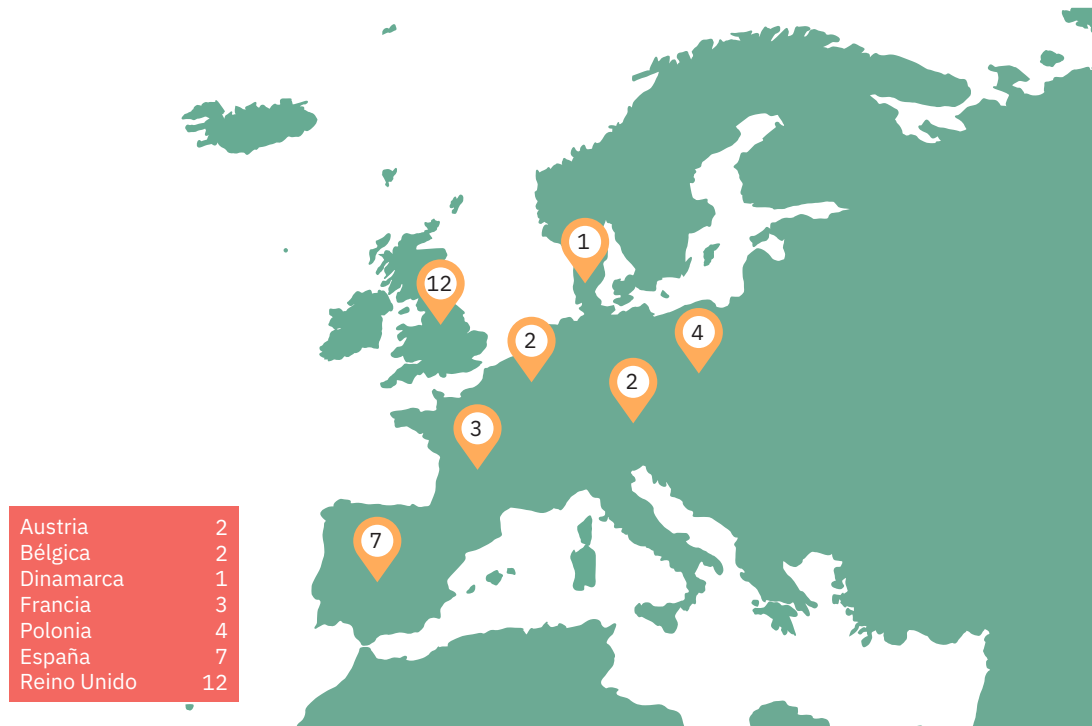 1
12
2
4
2
3
7
Austria 2
Bélgica 2
Dinamarca 1
Francia 3
Polonia 4
España 7
Reino Unido 12